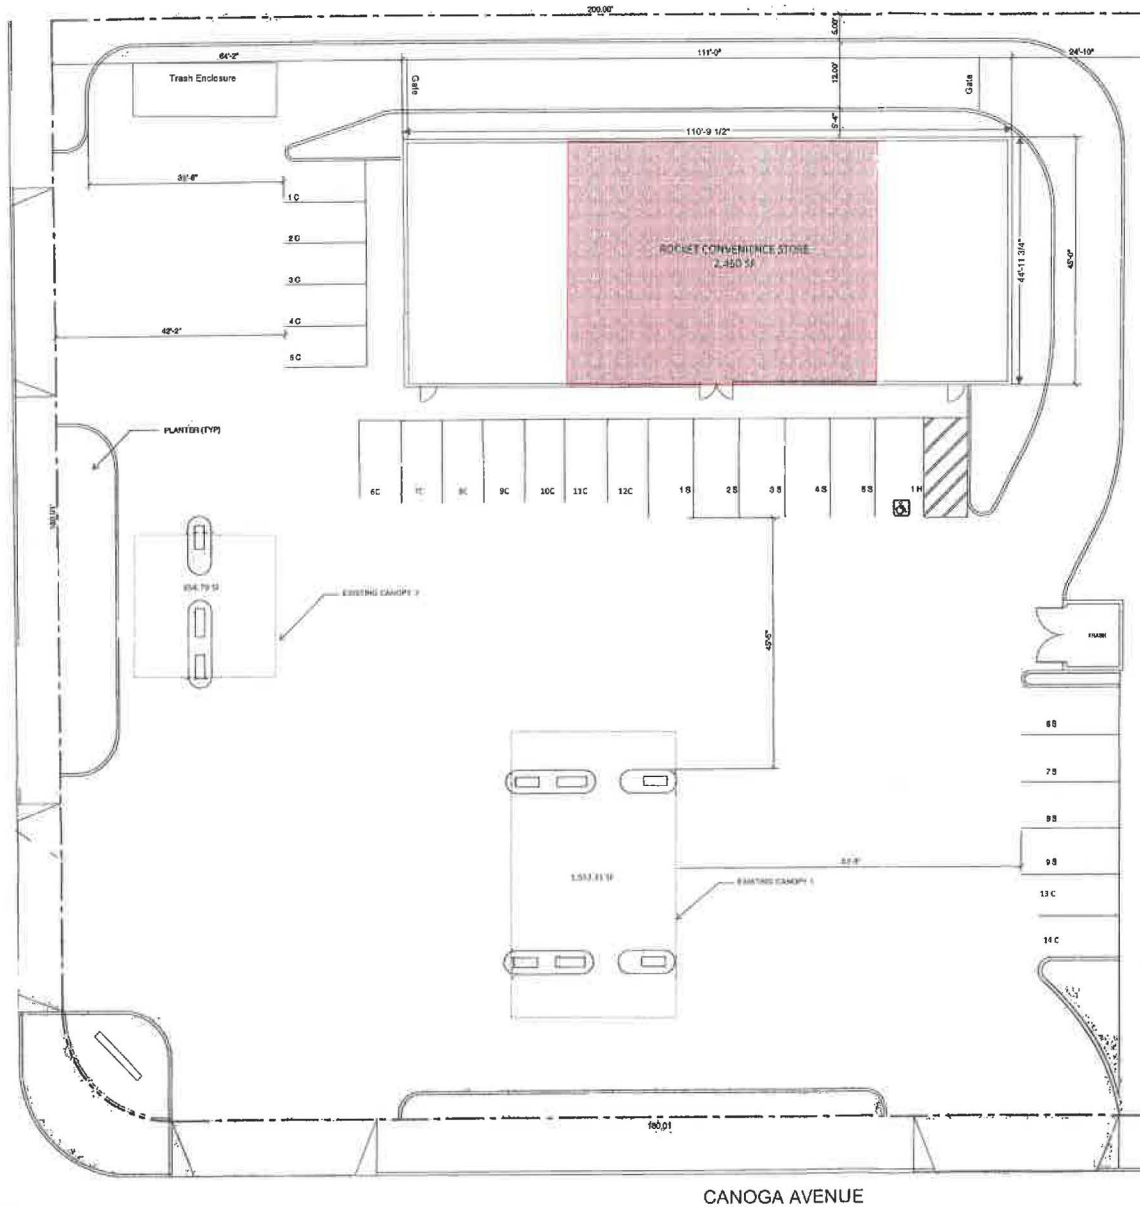 200.00'
5.00'
64'-2"
111'-0"
24'-10"
Trash Enclosure
Gate
12.00'
Gate
110'-9 1/2"
5'-4"
1 C
2 C
3 C
4 C
5 C
42'-2"
ROCKET CONVENIENCE STORE
2,460 SF
44'-11 3/4"
45'-0"
PLANTER (TYP)
6C
7C
8C
9C
10C
11C
12C
1 S
2 S
3 S
4 S
5 S
1 H
EXISTING CANOPY 2
45'-5"
TRASH
6 S
7 S
8 S
9 S
13 C
14 C
EXISTING CANOPY 1
180.01
CANOGA AVENUE